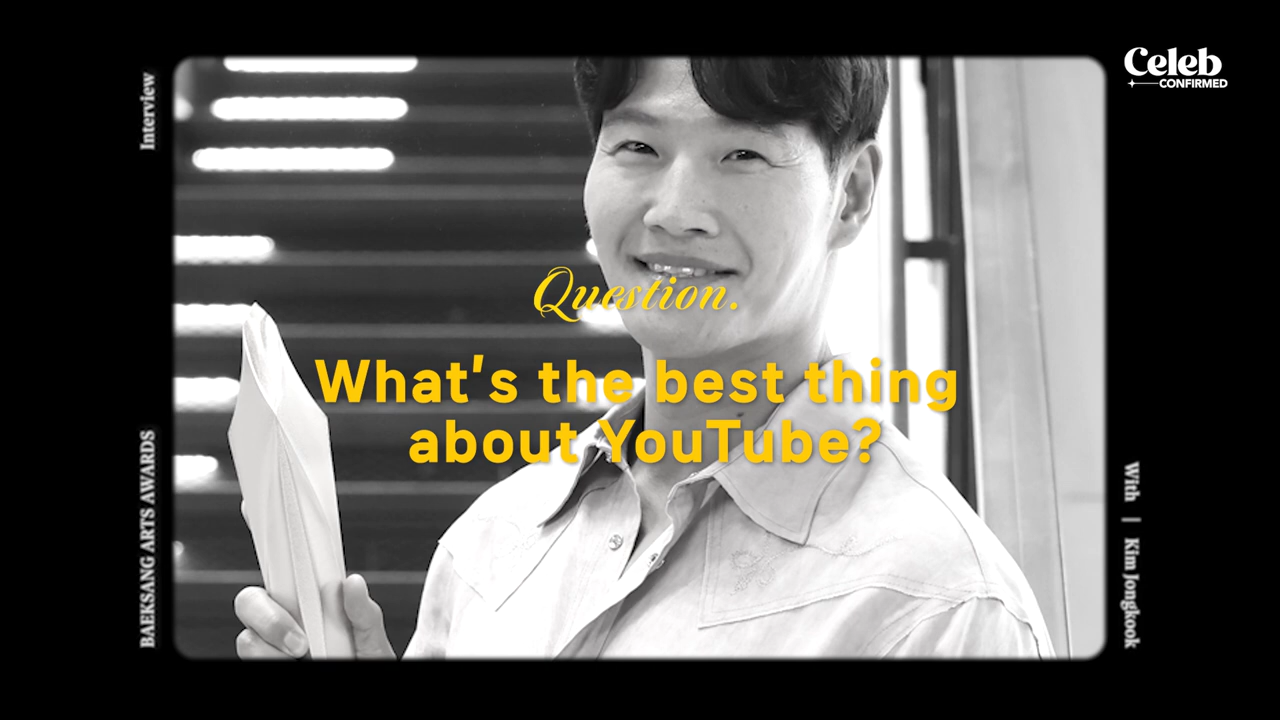 Interview
BAEKSANG ARTS AWARDS
Celeb
CONFIRMED
Question.
What's the best thing
about YouTube?
With | Kim Jongkook